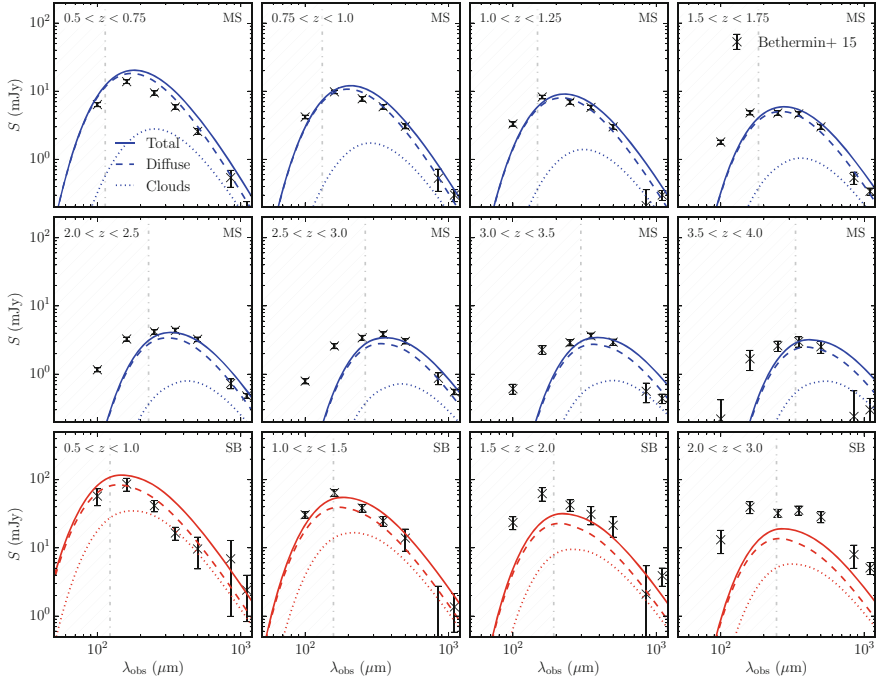 0.5 < z < 0.75 MS
0.75 < z < 1.0 MS
1.0 < z < 1.25 MS
1.5 < z < 1.75 MS
Bethermin+ 15
Total
Diffuse
Clouds
10² 10¹ 10⁰
S (mJy)
2.0 < z < 2.5 MS
2.5 < z < 3.0 MS
3.0 < z < 3.5 MS
3.5 < z < 4.0 MS
10² 10¹ 10⁰
S (mJy)
0.5 < z < 1.0 SB
1.0 < z < 1.5 SB
1.5 < z < 2.0 SB
2.0 < z < 3.0 SB
10² 10¹ 10⁰
S (mJy)
10² 10³ 10² 10³ 10² 10³ 10² 10³
λobs (μm) λobs (μm) λobs (μm) λobs (μm)